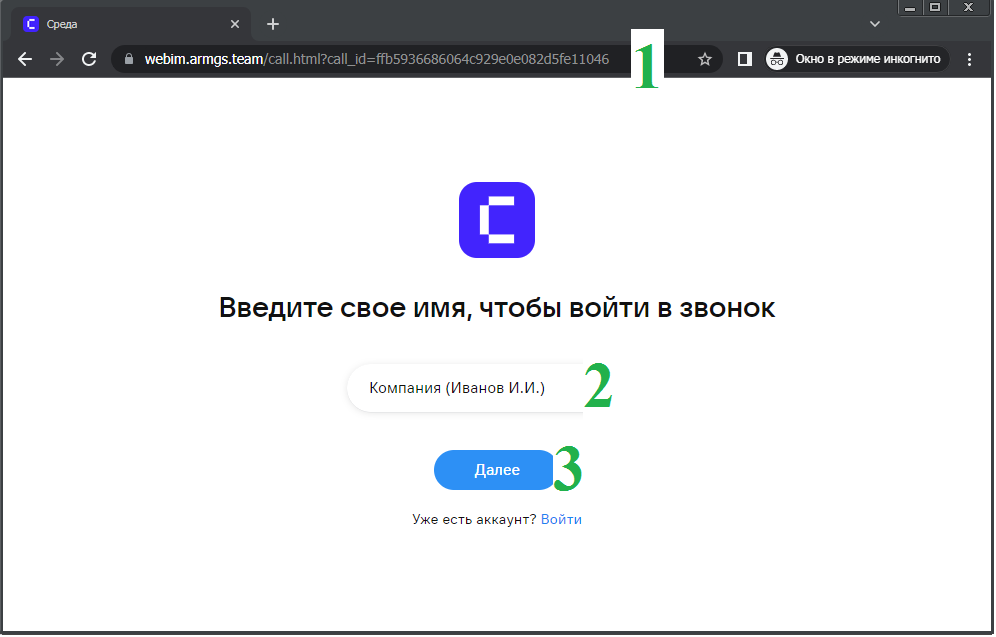 Среда
webim.armgs.team/call.html?call_id=ffb5936686064c929e0e082d5fe11046
1
Окно в режиме инкогнито
Введите свое имя, чтобы войти в звонок
Компания (Иванов И.И.)
2
Далее
3
Уже есть аккаунт? Войти